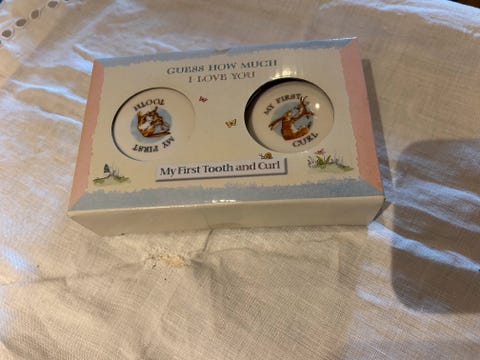 GUESS HOW MUCH
I LOVE YOU
MY FIRST
TOOTH
MY FIRST
CURL
My First Tooth and Curl